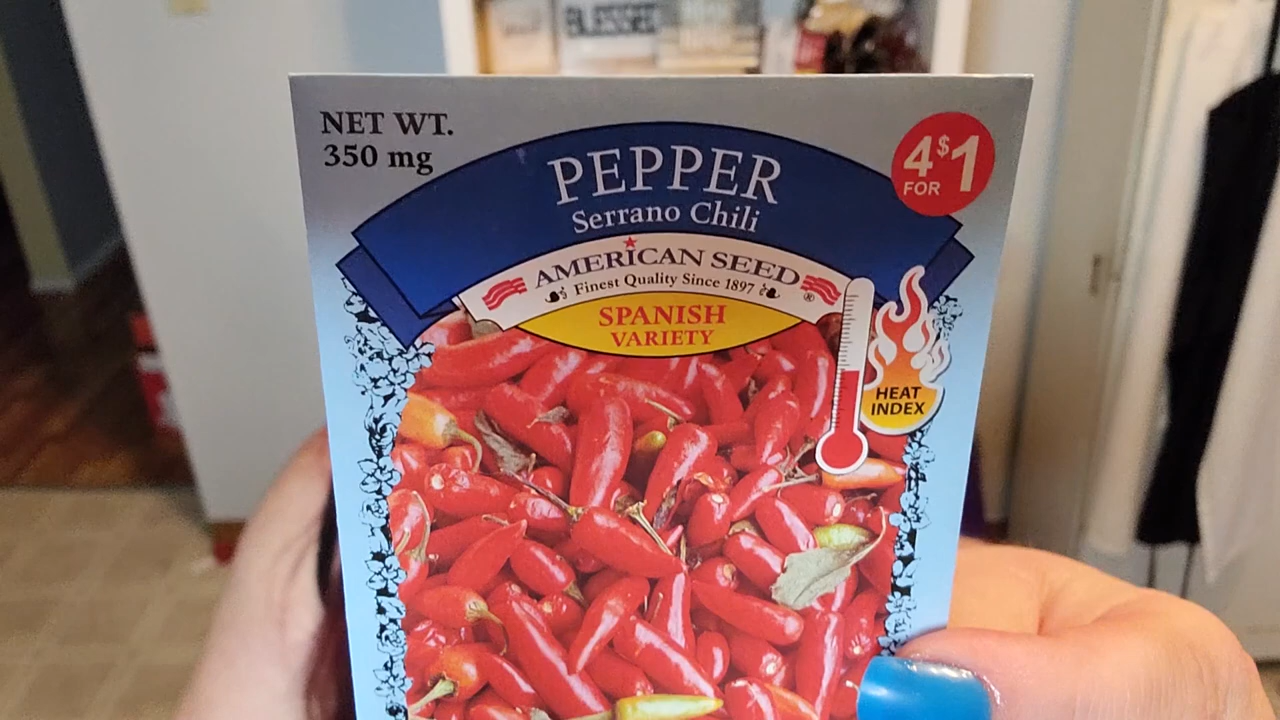 BLESSED
NET WT.
350 mg
PEPPER
Serrano Chili
4 FOR $1
AMERICAN SEED®
Finest Quality Since 1897
SPANISH
VARIETY
HEAT
INDEX